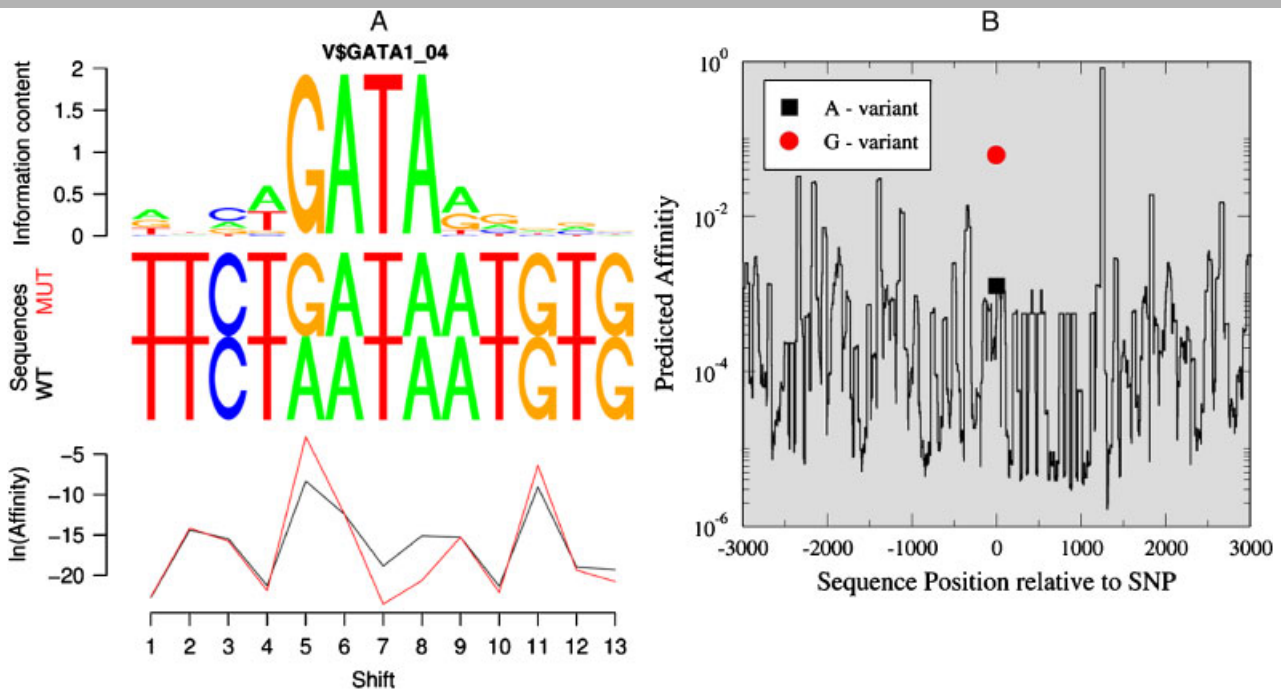 A
V$GATA1_04
Information content
2
1.5
1
0.5
0
GATA
Sequences
WT MUT
TTCTGATAATGTG
TTCTAATAATGTG
ln(Affinity)
−5
−10
−15
−20
1 2 3 4 5 6 7 8 9 10 11 12 13
Shift
B
A - variant
G - variant
Predicted Affinitiy
10^0
10^-2
10^-4
10^-6
-3000 -2000 -1000 0 1000 2000 3000
Sequence Position relative to SNP